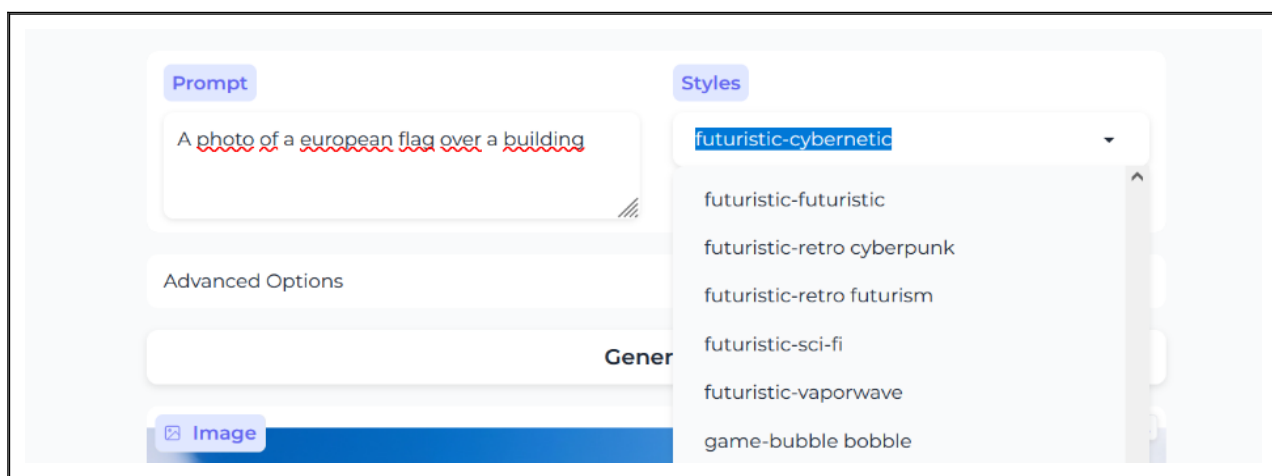 Prompt
Styles
A photo of a european flag over a building
futuristic-cybernetic
futuristic-futuristic
futuristic-retro cyberpunk
Advanced Options
futuristic-retro futurism
futuristic-sci-fi
Gener
futuristic-vaporwave
Image
game-bubble bobble